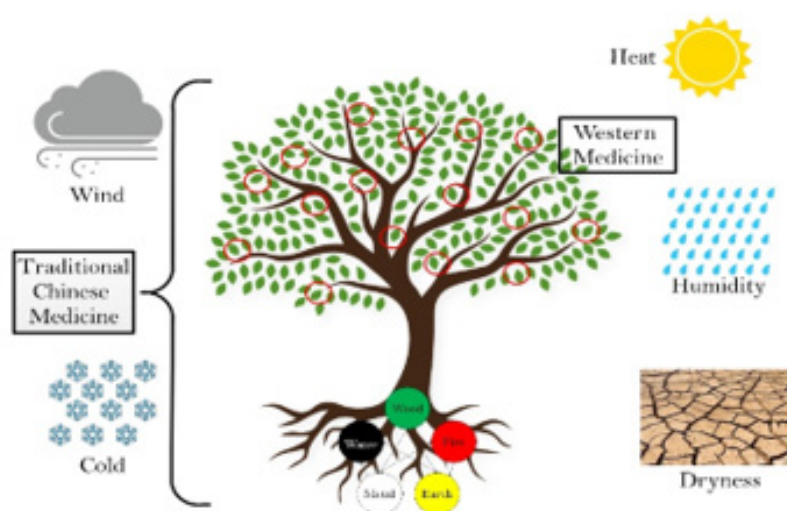 Heat
Western
Medicine
Wind
Traditional
Chinese
Medicine
Humidity
Wood
Water
Fire
Cold
Metal
Earth
Dryness